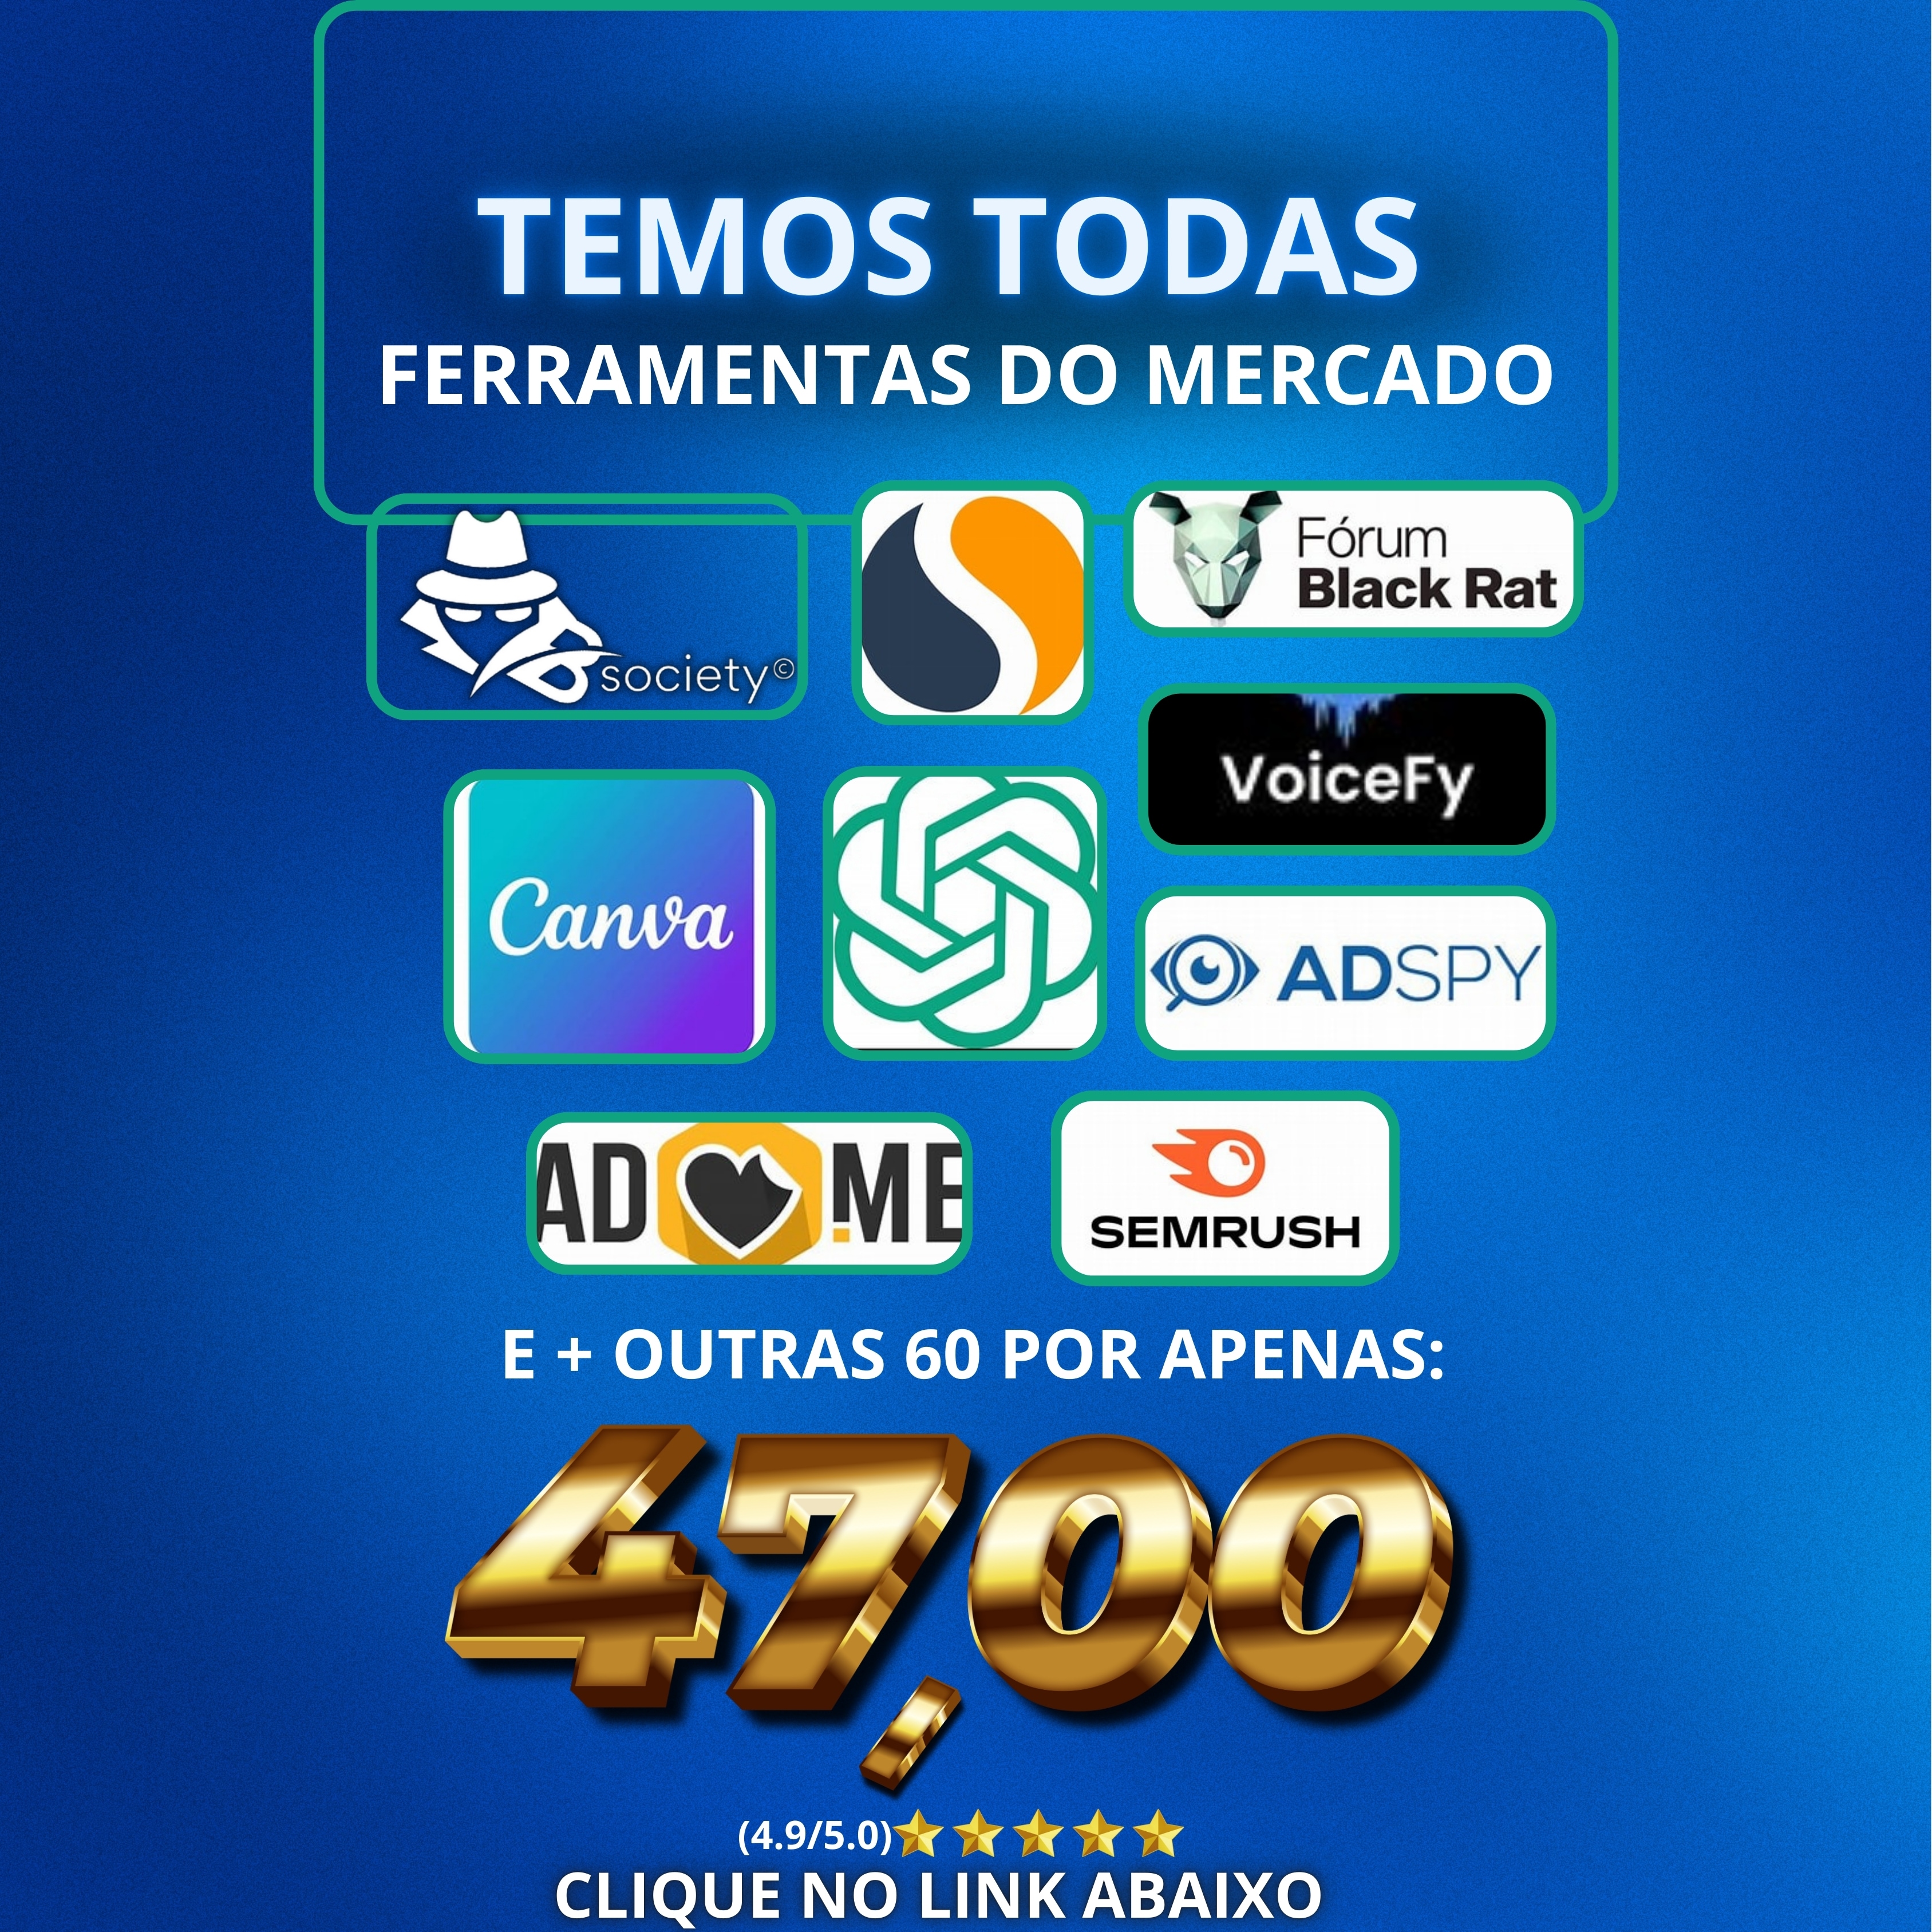 TEMOS TODAS
FERRAMENTAS DO MERCADO
society©
Fórum
Black Rat
VoiceFy
Canva
ADSPY
AD ME
SEMRUSH
E + OUTRAS 60 POR APENAS:
47,00
(4.9/5.0)
CLIQUE NO LINK ABAIXO